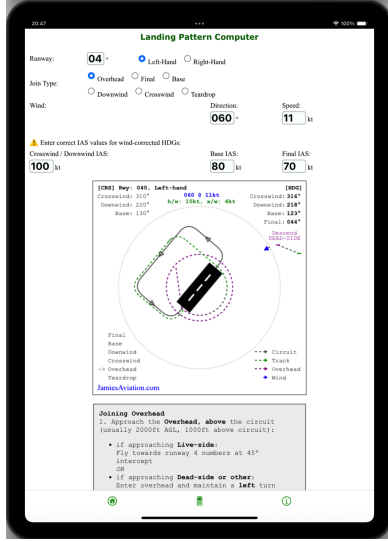 20:47
100%
Landing Pattern Computer
Runway:
04 °
Left-Hand
Right-Hand
Join Type:
Overhead
Final
Base
Downwind
Crosswind
Teardrop
Wind:
Direction:
Speed:
060 °
11 kt
⚠️ Enter correct IAS values for wind-corrected HDGs:
Crosswind / Downwind IAS:
Base IAS:
Final IAS:
100 kt
80 kt
70 kt
[CRS] Rwy: 040, Left-hand
[HDG]
Crosswind: 310°
060 @ 11kt
Crosswind: 316°
Downwind: 220°
h/w: 10kt, x/w: 4kt
Downwind: 218°
Base: 130°
Base: 123°
Final: 044°
Descend
DEAD-SIDE
Final
Base
Downwind
Circuit
Crosswind
Track
-> Overhead
Overhead
Teardrop
Wind
JamiesAviation.com
Joining Overhead
1. Approach the Overhead, above the circuit
(usually 2000ft AGL, 1000ft above circuit):
• if approaching Live-side:
Fly towards runway 4 numbers at 45°
intercept
OR
• if approaching Dead-side or other:
Enter overhead and maintain a left turn